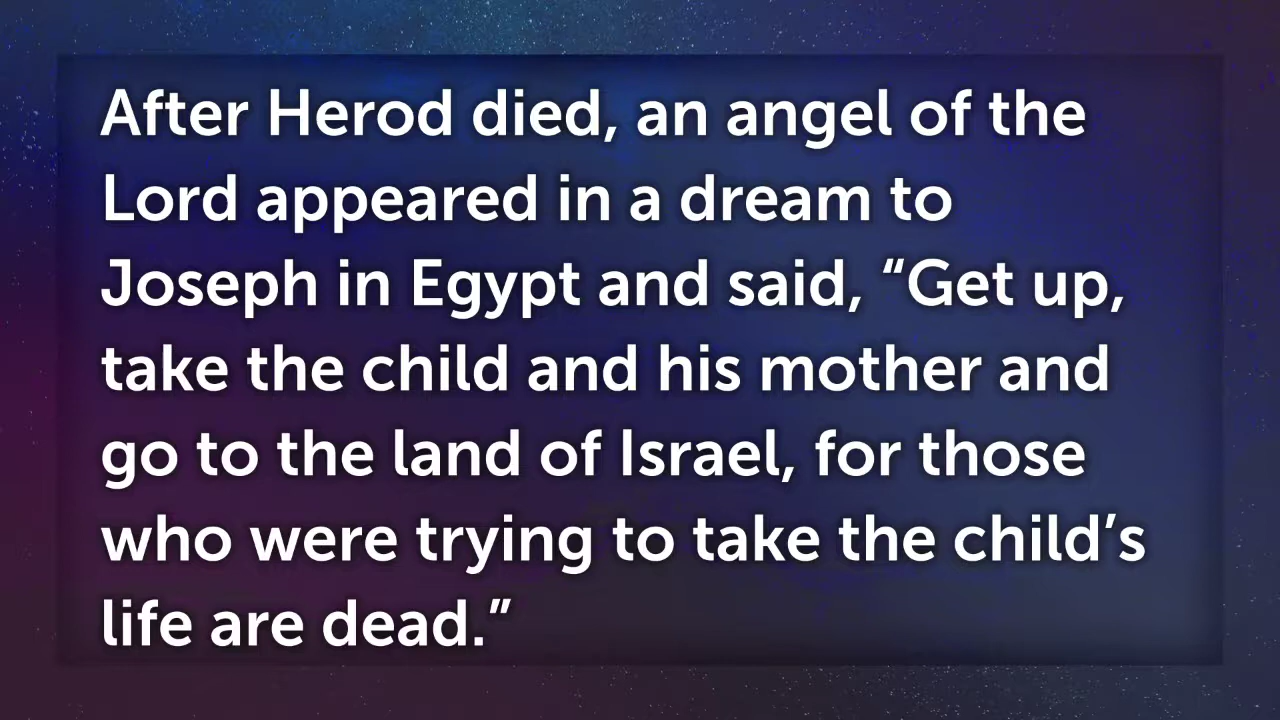 After Herod died, an angel of the
Lord appeared in a dream to
Joseph in Egypt and said, “Get up,
take the child and his mother and
go to the land of Israel, for those
who were trying to take the child’s
life are dead.”